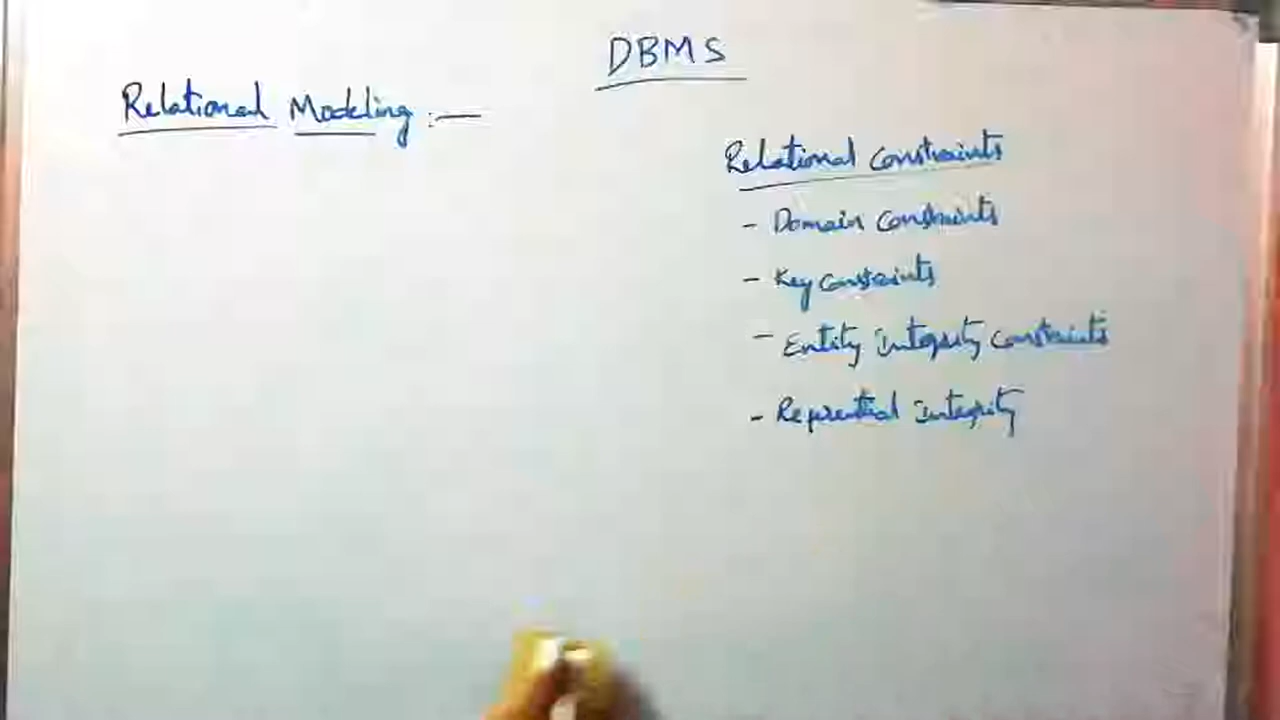 DBMS
Relational Modeling :-
Relational Constraints
- Domain Constraints
- Key Constraints
- Entity Integrity Constraints
- Referential Integrity